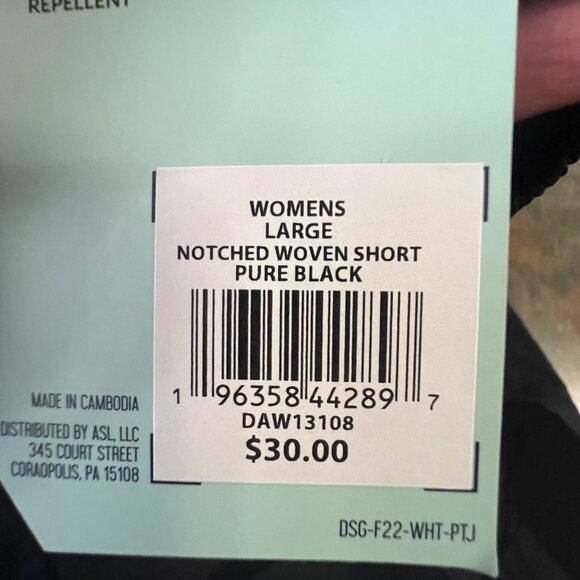 REPELLENT
WOMENS
LARGE
NOTCHED WOVEN SHORT
PURE BLACK
1 96358 44289 7
DAW13108
$30.00
MADE IN CAMBODIA
DISTRIBUTED BY ASL, LLC
345 COURT STREET
CORAOPOLIS, PA 15108
DSG-F22-WHT-PTJ